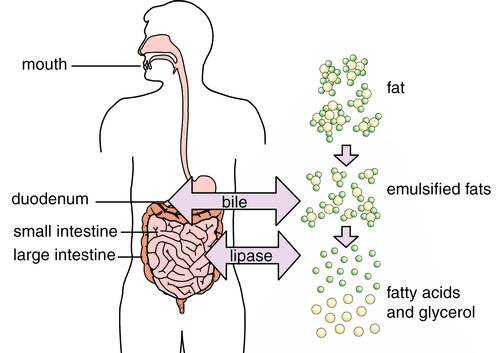 mouth
fat
duodenum
bile
emulsified fats
small intestine
large intestine
lipase
fatty acids
and glycerol